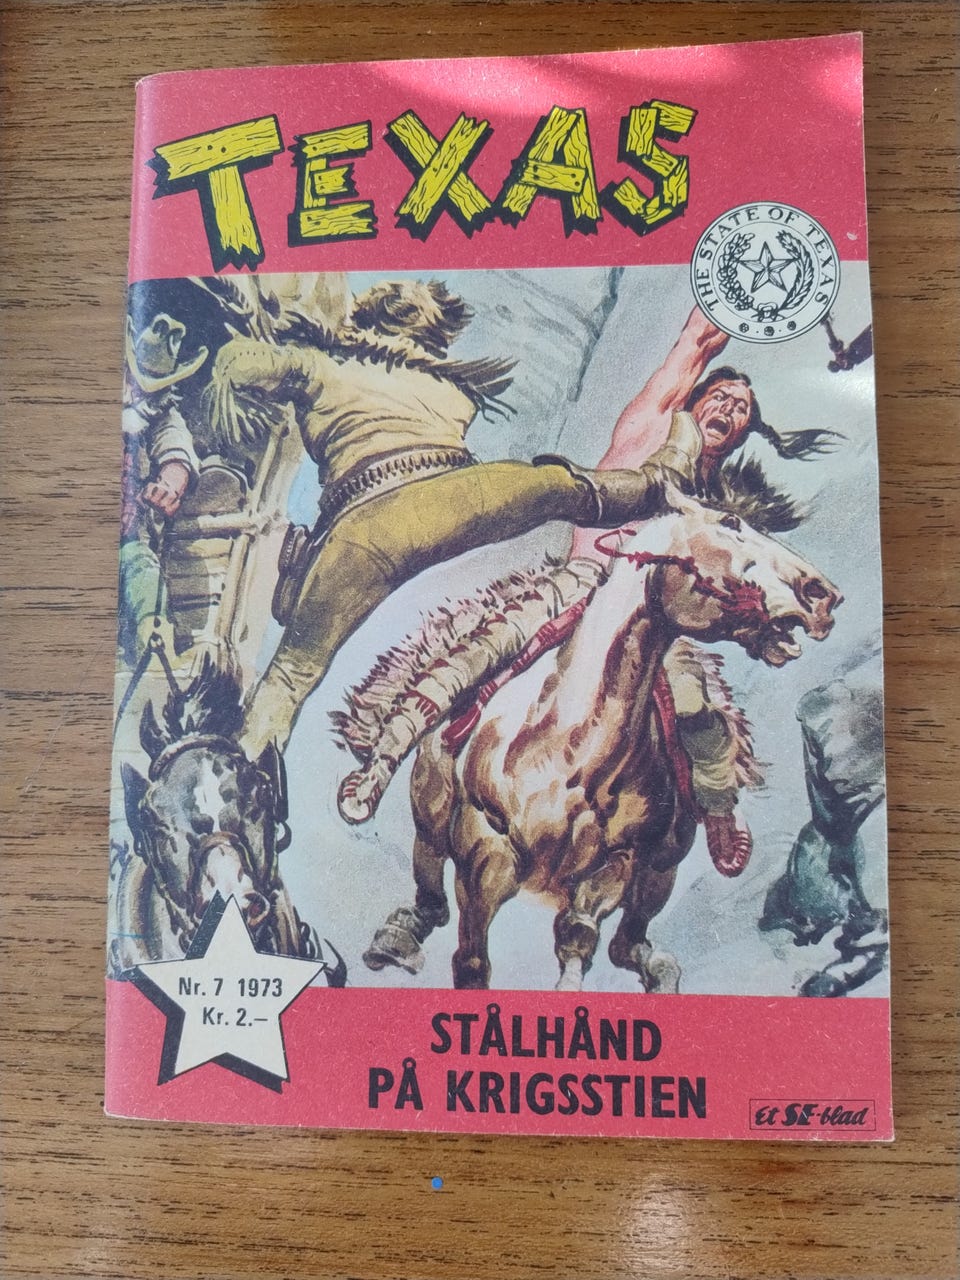 TEXAS
THE STATE OF TEXAS
Nr. 7 1973
Kr. 2.–
STÅLHÅND
PÅ KRIGSSTIEN
Et SE-blad